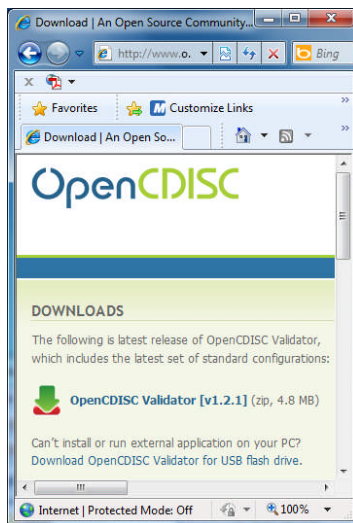 Download | An Open Source Community...
http://www.o.
Bing
x
Favorites
Customize Links
»
Download | An Open So...
»
OpenCDISC
DOWNLOADS
The following is latest release of OpenCDISC Validator,
which includes the latest set of standard configurations:
OpenCDISC Validator [v1.2.1] (zip, 4.8 MB)
Can't install or run external application on your PC?
Download OpenCDISC Validator for USB flash drive.
Internet | Protected Mode: Off
100%